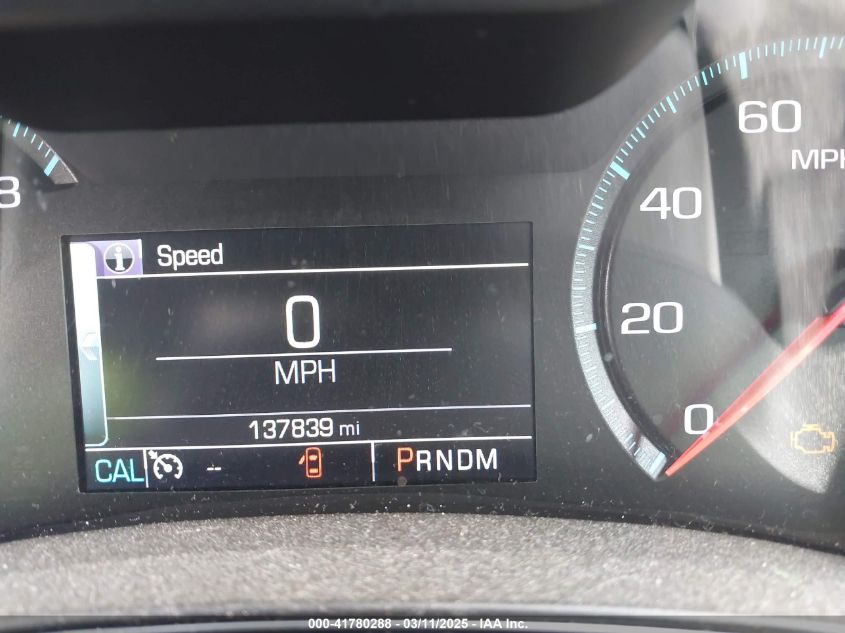 8
Speed
0
MPH
137839 mi
CAL -- PRNDM
60
MPH
40
20
0
000-41780288 - 03/11/2025 - IAA Inc.